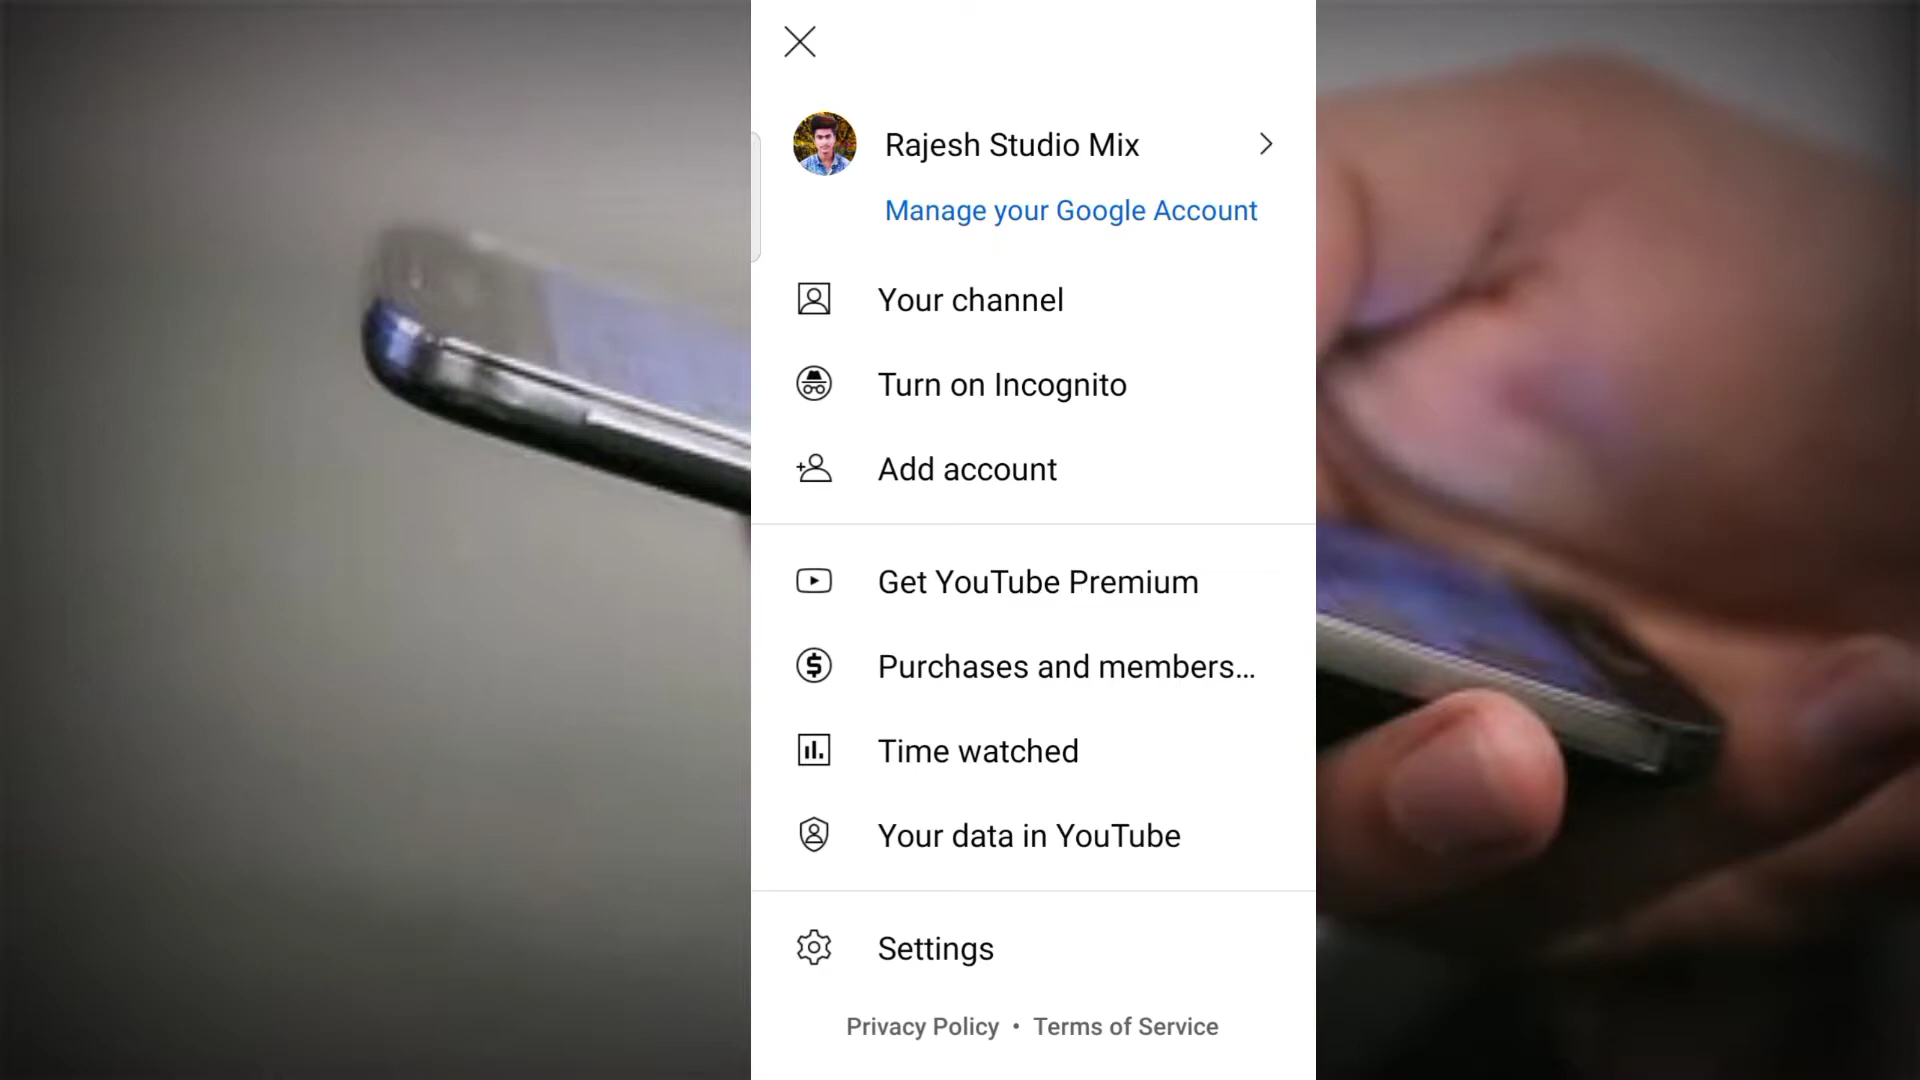 Rajesh Studio Mix
Manage your Google Account
Your channel
Turn on Incognito
Add account
Get YouTube Premium
Purchases and members...
Time watched
Your data in YouTube
Settings
Privacy Policy • Terms of Service